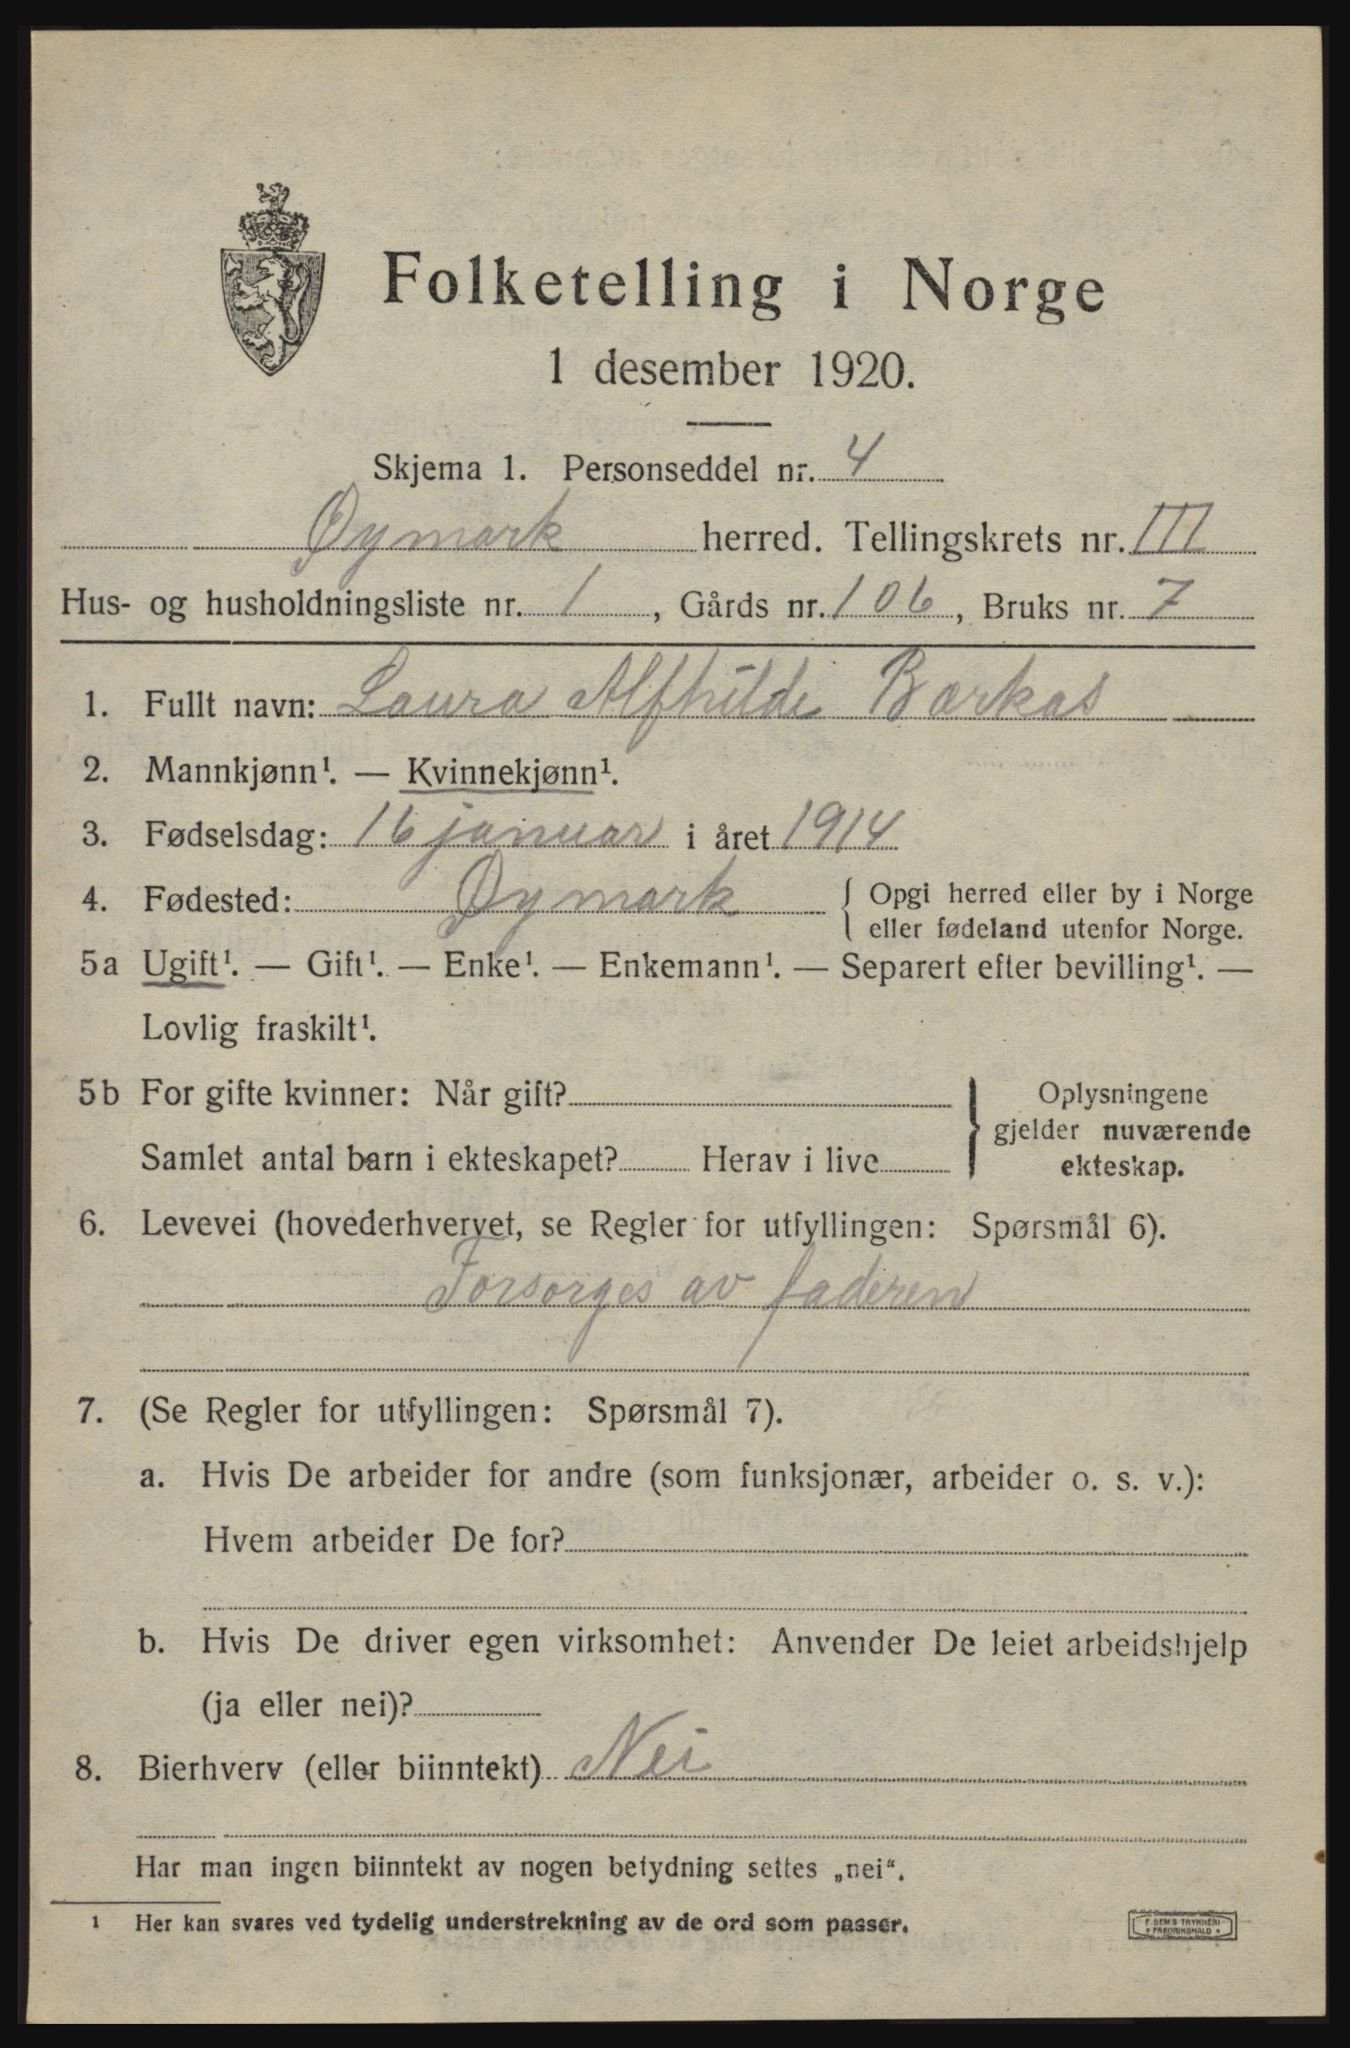 Folketelling i Norge
1 desember 1920.
Skjema 1. Personseddel nr. 4
Øymark herred. Tellingskrets nr. III
Hus- og husholdningsliste nr. 1, Gårds nr. 106, Bruks nr. 7
1. Fullt navn: Laura Alfhilde Bærkas
2. Mannkjønn¹. — Kvinnekjønn¹.
3. Fødselsdag: 16 januar i året 1914
4. Fødested: Øymark { Opgi herred eller by i Norge
eller fødeland utenfor Norge.
5a Ugift¹. — Gift¹. — Enke¹. — Enkemann¹. — Separert efter bevilling¹. —
Lovlig fraskilt¹.
5b For gifte kvinner: Når gift? } Oplysningene
gjelder nuværende
Samlet antal barn i ekteskapet? Herav i live
ekteskap.
6. Levevei (hovederhvervet, se Regler for utfyllingen: Spørsmål 6).
Forsorges av faderen
7. (Se Regler for utfyllingen: Spørsmål 7).
a. Hvis De arbeider for andre (som funksjonær, arbeider o. s. v.):
Hvem arbeider De for?
b. Hvis De driver egen virksomhet: Anvender De leiet arbeidshjelp
(ja eller nei)?
8. Bierhverv (eller biinntekt) Nei
Har man ingen biinntekt av nogen betydning settes „nei“.
1 Her kan svares ved tydelig understrekning av de ord som passer.
E. SEM'S TRYKKERI
* FREDRIKSHALD *